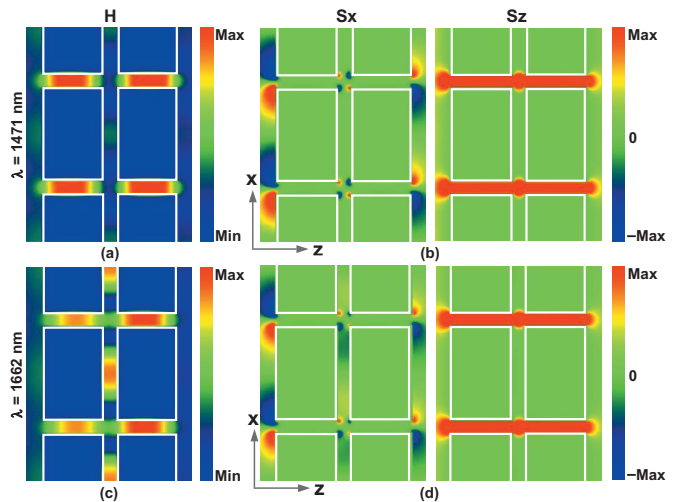 H Sx Sz
λ = 1471 nm
Max Max
0
Min −Max
x
z
(a) (b)
λ = 1662 nm
Max Max
0
Min −Max
x
z
(c) (d)